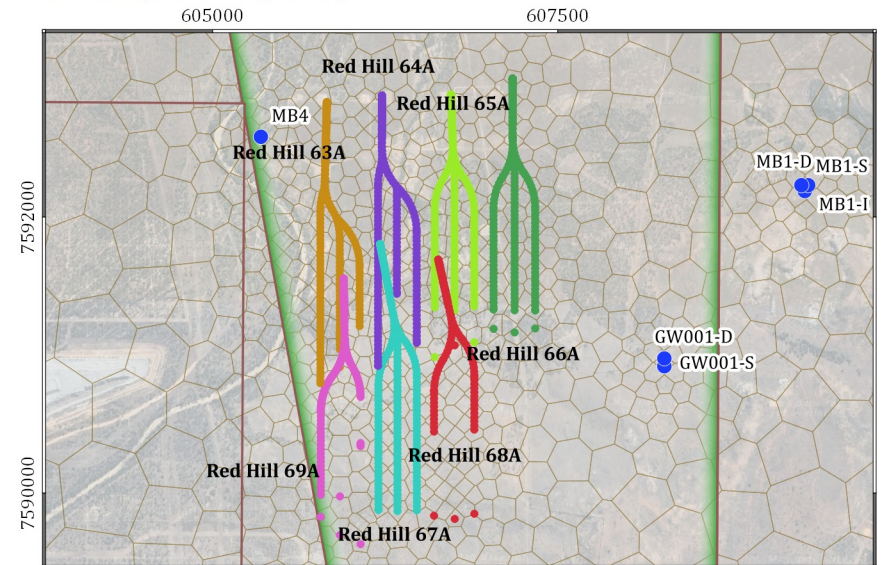 605000
607500
Red Hill 64A
Red Hill 65A
MB4
Red Hill 63A
MB1-D
MB1-S
MB1-I
7592000
GW001-D
Red Hill 66A
GW001-S
Red Hill 68A
Red Hill 69A
7590000
Red Hill 67A